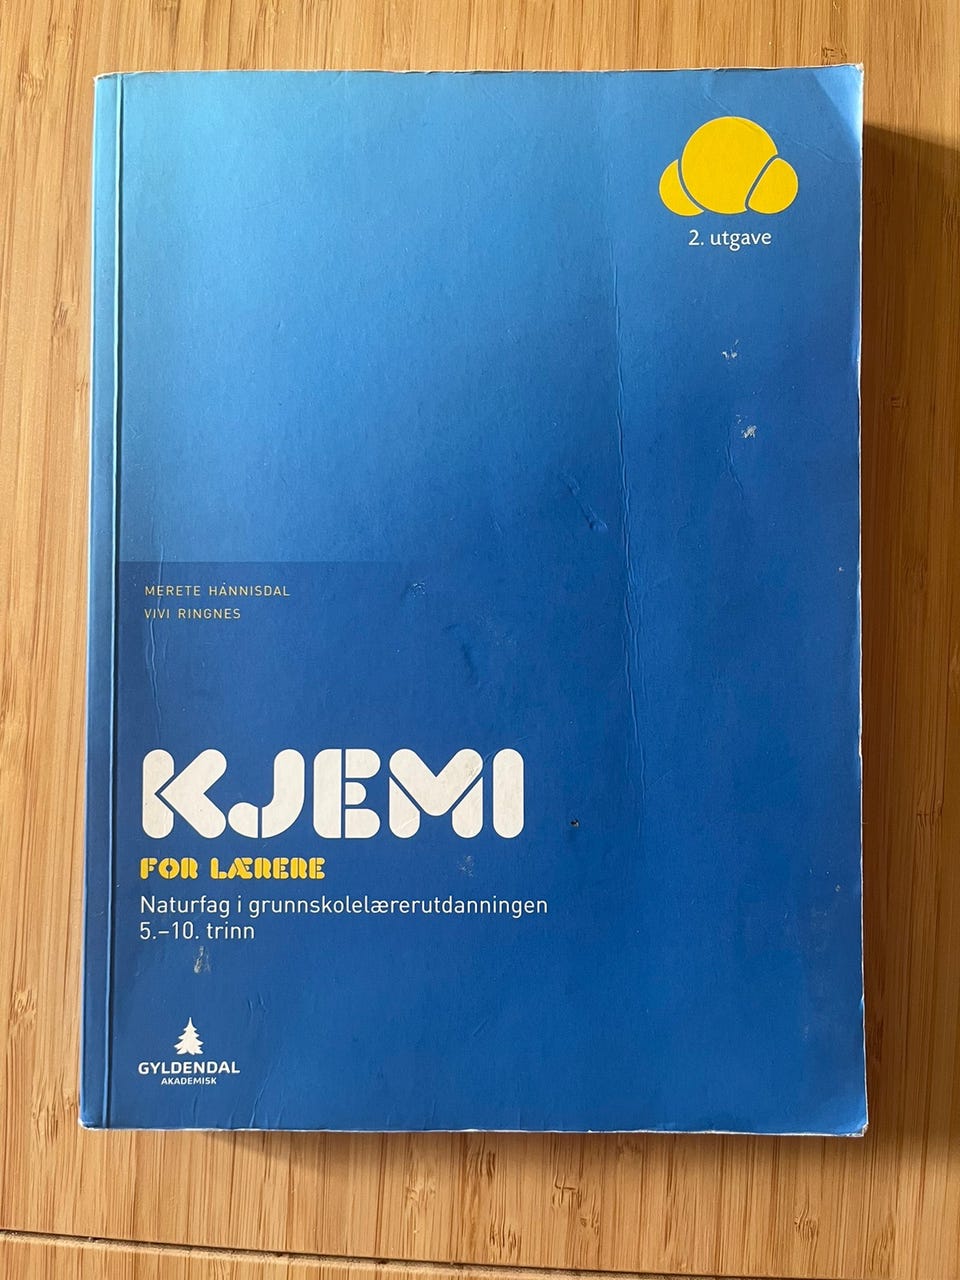 2. utgave
MERETE HANNISDAL
VIVI RINGNES
KJEMI
FOR LÆRERE
Naturfag i grunnskolelærerutdanningen
5.–10. trinn
GYLDENDAL
AKADEMISK